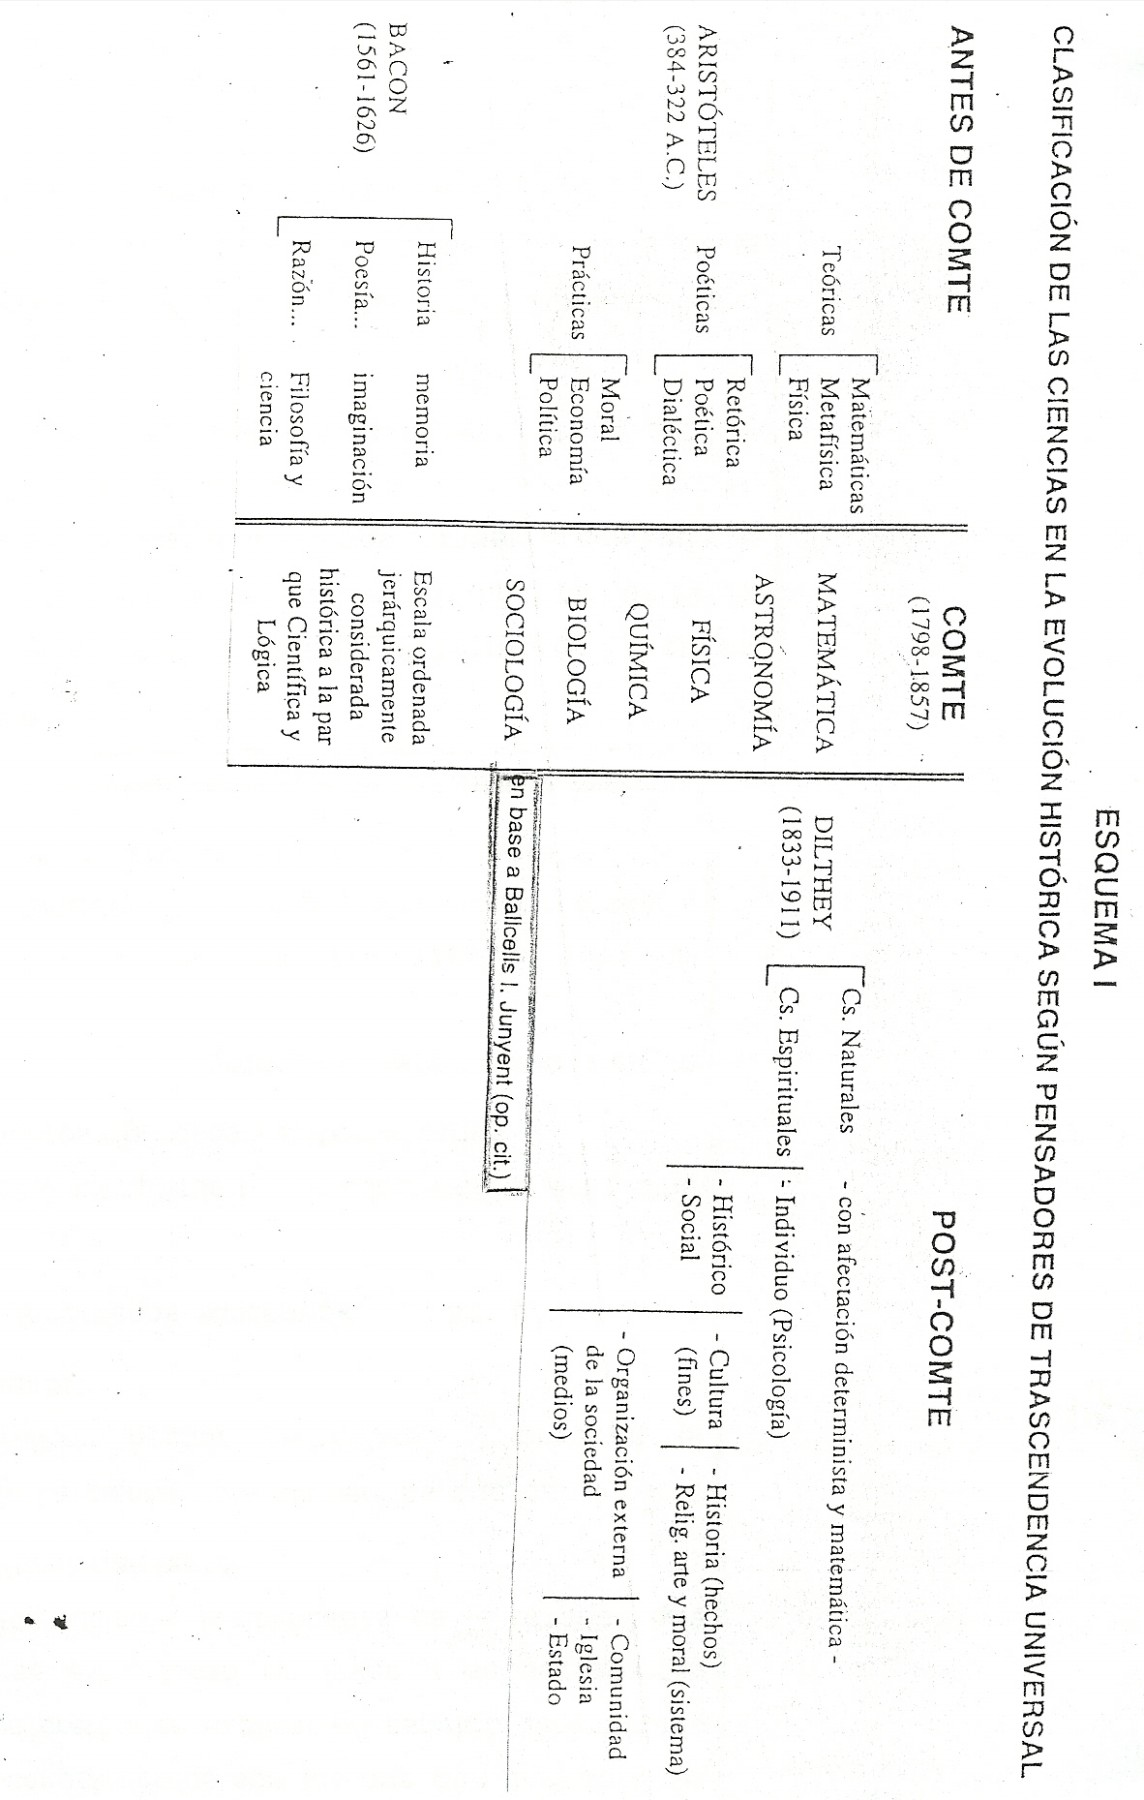 ESQUEMA I
CLASIFICACIÓN DE LAS CIENCIAS EN LA EVOLUCIÓN HISTÓRICA SEGÚN PENSADORES DE TRASCENDENCIA UNIVERSAL
ANTES DE COMTE
ARISTÓTELES
(384-322 A.C.)
Teóricas
Matemáticas
Metafísica
Física
Poéticas
Retórica
Poética
Dialéctica
Prácticas
Moral
Economía
Política
BACON
(1561-1626)
Historia memoria
Poesía... imaginación
Razón... Filosofía y
ciencia
COMTE
(1798-1857)
MATEMÁTICA
ASTRONOMÍA
FÍSICA
QUÍMICA
BIOLOGÍA
SOCIOLOGÍA
Escala ordenada
jerárquicamente
considerada
histórica a la par
que Científica y
Lógica
POST-COMTE
DILTHEY
(1833-1911)
Cs. Naturales - con afectación determinista y matemática -
Cs. Espirituales - Individuo (Psicología)
- Histórico
- Social
- Cultura
(fines)
- Historia (hechos)
- Relig. arte y moral (sistema)
- Organización externa
de la sociedad
(medios)
- Comunidad
- Iglesia
- Estado
en base a Ballcells I. Junyent (op. cit.)